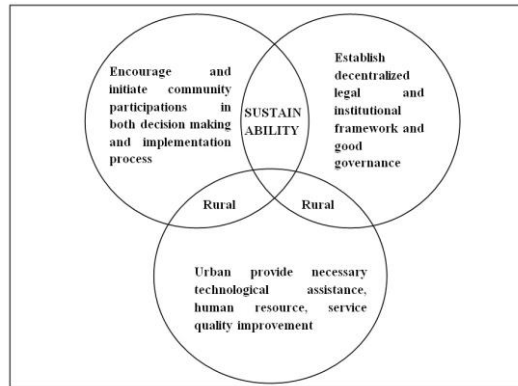 Encourage and
initiate community
participations in
both decision making
and implementation
process
SUSTAIN
ABILITY
Establish
decentralized
legal and
institutional
framework and
good
governance
Rural
Rural
Urban provide necessary
technological assistance,
human resource, service
quality improvement